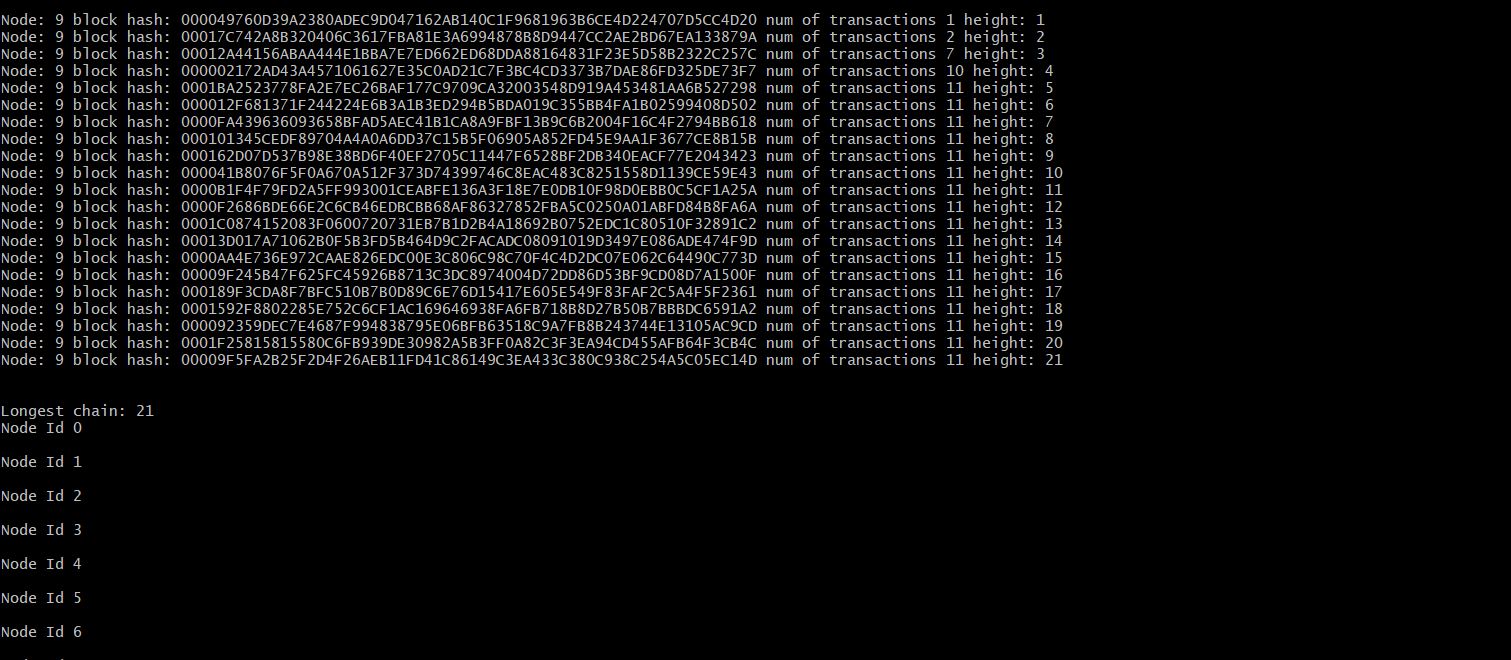 Node: 9 block hash: 000049760D39A2380ADEC9D047162AB140C1F9681963B6CE4D224707D5CC4D20 num of transactions 1 height: 1
Node: 9 block hash: 00017C742A8B320406C3617FBA81E3A6994878B8D9447CC2AE2BD67EA133879A num of transactions 2 height: 2
Node: 9 block hash: 00012A44156ABAA444E1BBA7E7ED662ED68DDA88164831F23E5D58B2322C257C num of transactions 7 height: 3
Node: 9 block hash: 000002172AD43A4571061627E35C0AD21C7F3BC4CD3373B7DAE86FD325DE73F7 num of transactions 10 height: 4
Node: 9 block hash: 0001BA2523778FA2E7EC26BAF177C9709CA32003548D919A453481AA6B527298 num of transactions 11 height: 5
Node: 9 block hash: 000012F681371F244224E6B3A1B3ED294B5BDA019C355BB4FA1B02599408D502 num of transactions 11 height: 6
Node: 9 block hash: 0000FA439636093658BFAD5AEC41B1CA8A9FBF13B9C6B2004F16C4F2794BB618 num of transactions 11 height: 7
Node: 9 block hash: 000101345CEDF89704A4A0A6DD37C15B5F06905A852FD45E9AA1F3677CE8B15B num of transactions 11 height: 8
Node: 9 block hash: 000162D07D537B98E38BD6F40EF2705C11447F6528BF2DB340EACF77E2043423 num of transactions 11 height: 9
Node: 9 block hash: 000041B8076F5F0A670A512F373D74399746C8EAC483C8251558D1139CE59E43 num of transactions 11 height: 10
Node: 9 block hash: 0000B1F4F79FD2A5FF993001CEABFE136A3F18E7E0DB10F98D0EBB0C5CF1A25A num of transactions 11 height: 11
Node: 9 block hash: 0000F2686BDE66E2C6CB46EDBCBB68AF86327852FBA5C0250A01ABFD84B8FA6A num of transactions 11 height: 12
Node: 9 block hash: 0001C0874152083F0600720731EB7B1D2B4A18692B0752EDC1C80510F32891C2 num of transactions 11 height: 13
Node: 9 block hash: 00013D017A71062B0F5B3FD5B464D9C2FACADC08091019D3497E086ADE474F9D num of transactions 11 height: 14
Node: 9 block hash: 0000AA4E736E972CAAE826EDC00E3C806C98C70F4C4D2DC07E062C64490C773D num of transactions 11 height: 15
Node: 9 block hash: 00009F245B47F625FC45926B8713C3DC8974004D72DD86D53BF9CD08D7A1500F num of transactions 11 height: 16
Node: 9 block hash: 000189F3CDA8F7BFC510B7B0D89C6E76D15417E605E549F83FAF2C5A4F5F2361 num of transactions 11 height: 17
Node: 9 block hash: 0001592F8802285E752C6CF1AC169646938FA6FB718B8D27B50B7BBBDC6591A2 num of transactions 11 height: 18
Node: 9 block hash: 000092359DEC7E4687F994838795E06BFB63518C9A7FB8B243744E13105AC9CD num of transactions 11 height: 19
Node: 9 block hash: 0001F25815815580C6FB939DE30982A5B3FF0A82C3F3EA94CD455AFB64F3CB4C num of transactions 11 height: 20
Node: 9 block hash: 00009F5FA2B25F2D4F26AEB11FD41C86149C3EA433C380C938C254A5C05EC14D num of transactions 11 height: 21
Longest chain: 21
Node Id 0
Node Id 1
Node Id 2
Node Id 3
Node Id 4
Node Id 5
Node Id 6